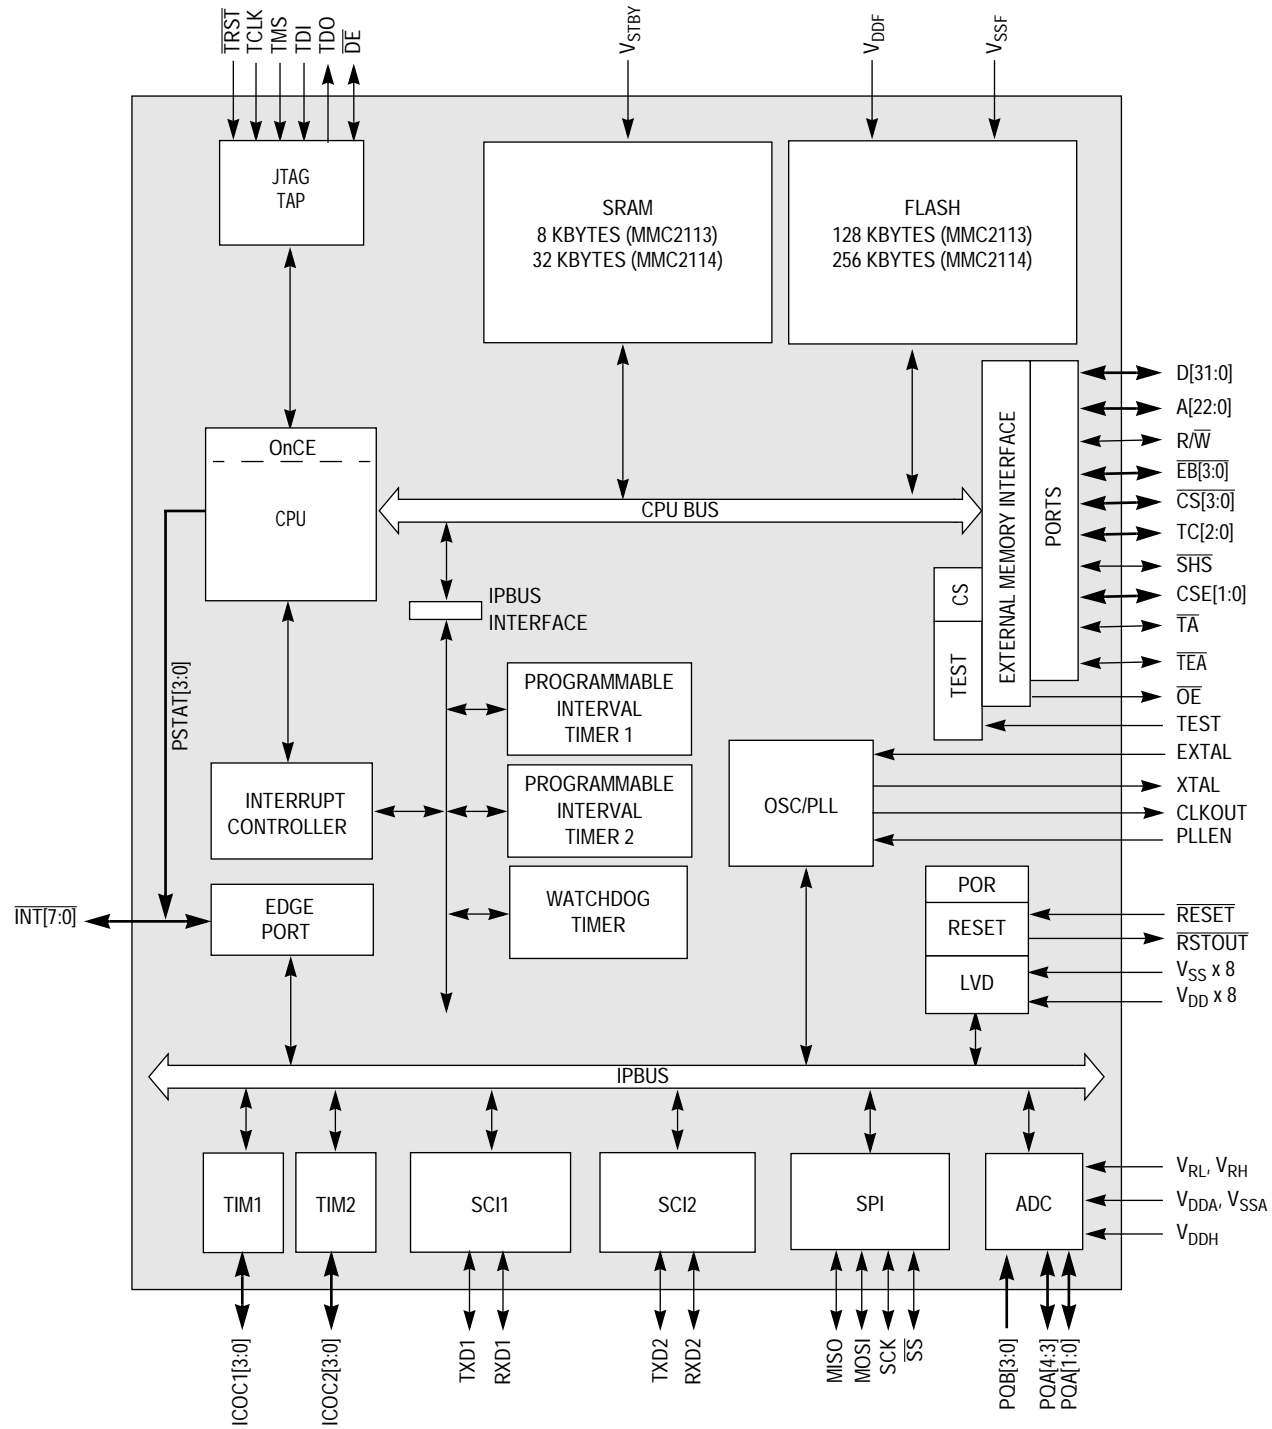 TRST
TCLK
TMS
TDI
TDO
DE
VSTBY
VDDF
VSSF
JTAG
TAP
SRAM
8 KBYTES (MMC2113)
32 KBYTES (MMC2114)
FLASH
128 KBYTES (MMC2113)
256 KBYTES (MMC2114)
OnCE
CPU
CPU BUS
EXTERNAL MEMORY INTERFACE
PORTS
CS
TEST
D[31:0]
A[22:0]
R/W
EB[3:0]
CS[3:0]
TC[2:0]
SHS
CSE[1:0]
TA
TEA
OE
TEST
EXTAL
XTAL
CLKOUT
PLLEN
IPBUS
INTERFACE
PSTAT[3:0]
PROGRAMMABLE
INTERVAL
TIMER 1
PROGRAMMABLE
INTERVAL
TIMER 2
WATCHDOG
TIMER
INTERRUPT
CONTROLLER
OSC/PLL
INT[7:0]
EDGE
PORT
POR
RESET
LVD
RESET
RSTOUT
VSS x 8
VDD x 8
IPBUS
TIM1
TIM2
SCI1
SCI2
SPI
ADC
VRL, VRH
VDDA, VSSA
VDDH
ICOC1[3:0]
ICOC2[3:0]
TXD1
RXD1
TXD2
RXD2
MISO
MOSI
SCK
SS
PQB[3:0]
PQA[4:3]
PQA[1:0]